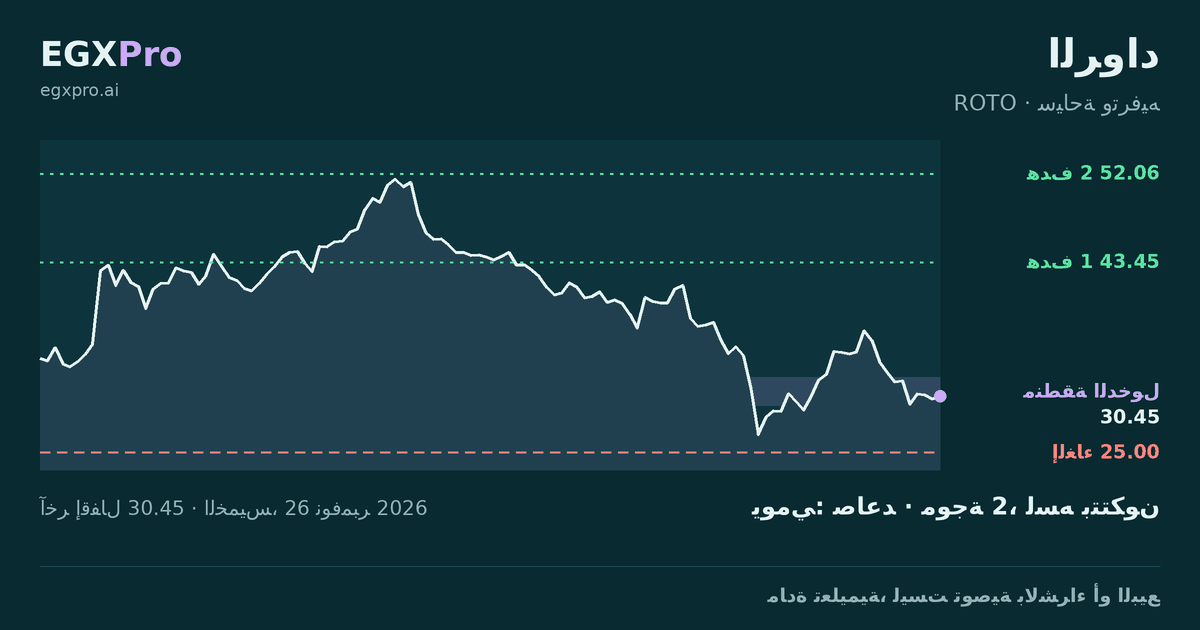 EGXPro
egxpro.ai
الرواد
ROTO · سياحة وترفيه
هدف 2 52.06
هدف 1 43.45
منطقة الدخول
30.45
إلغاء 25.00
يومي: صاعد · موجة 2، لسه بتتكون
آخر إقفال 30.45 · الخميس، 26 نوفمبر 2026
مادة تعليمية، ليست توصية بالشراء أو البيع